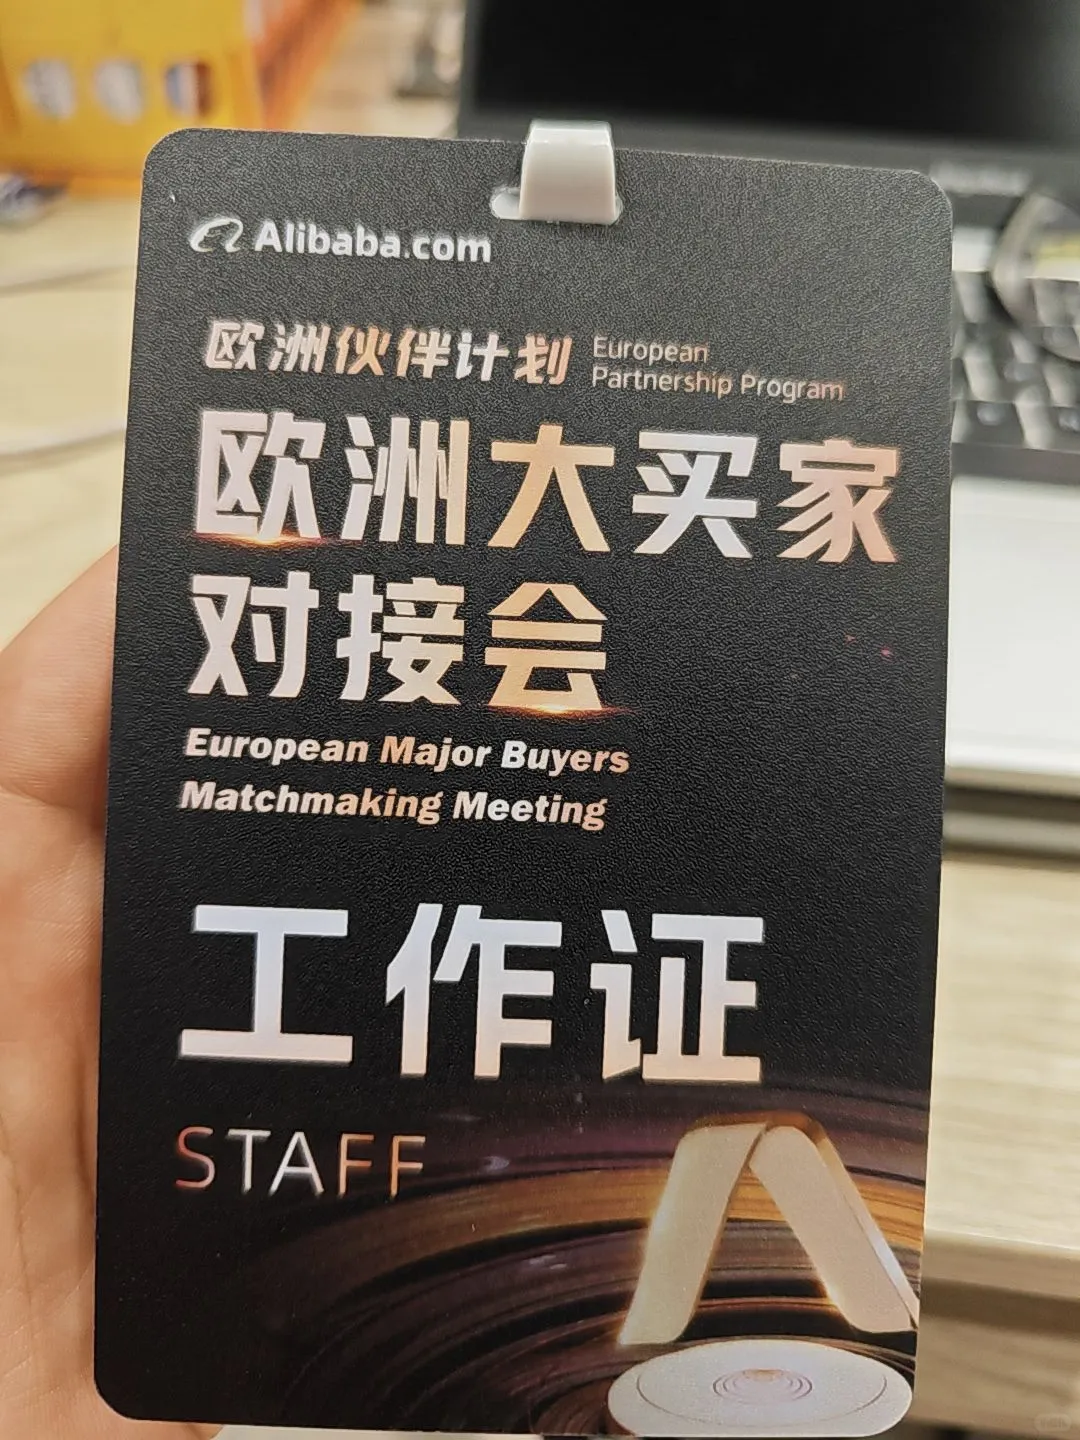 Alibaba.com
欧洲伙伴计划 European
Partnership Program
欧洲大买家
对接会
European Major Buyers
Matchmaking Meeting
工作证
STAFF